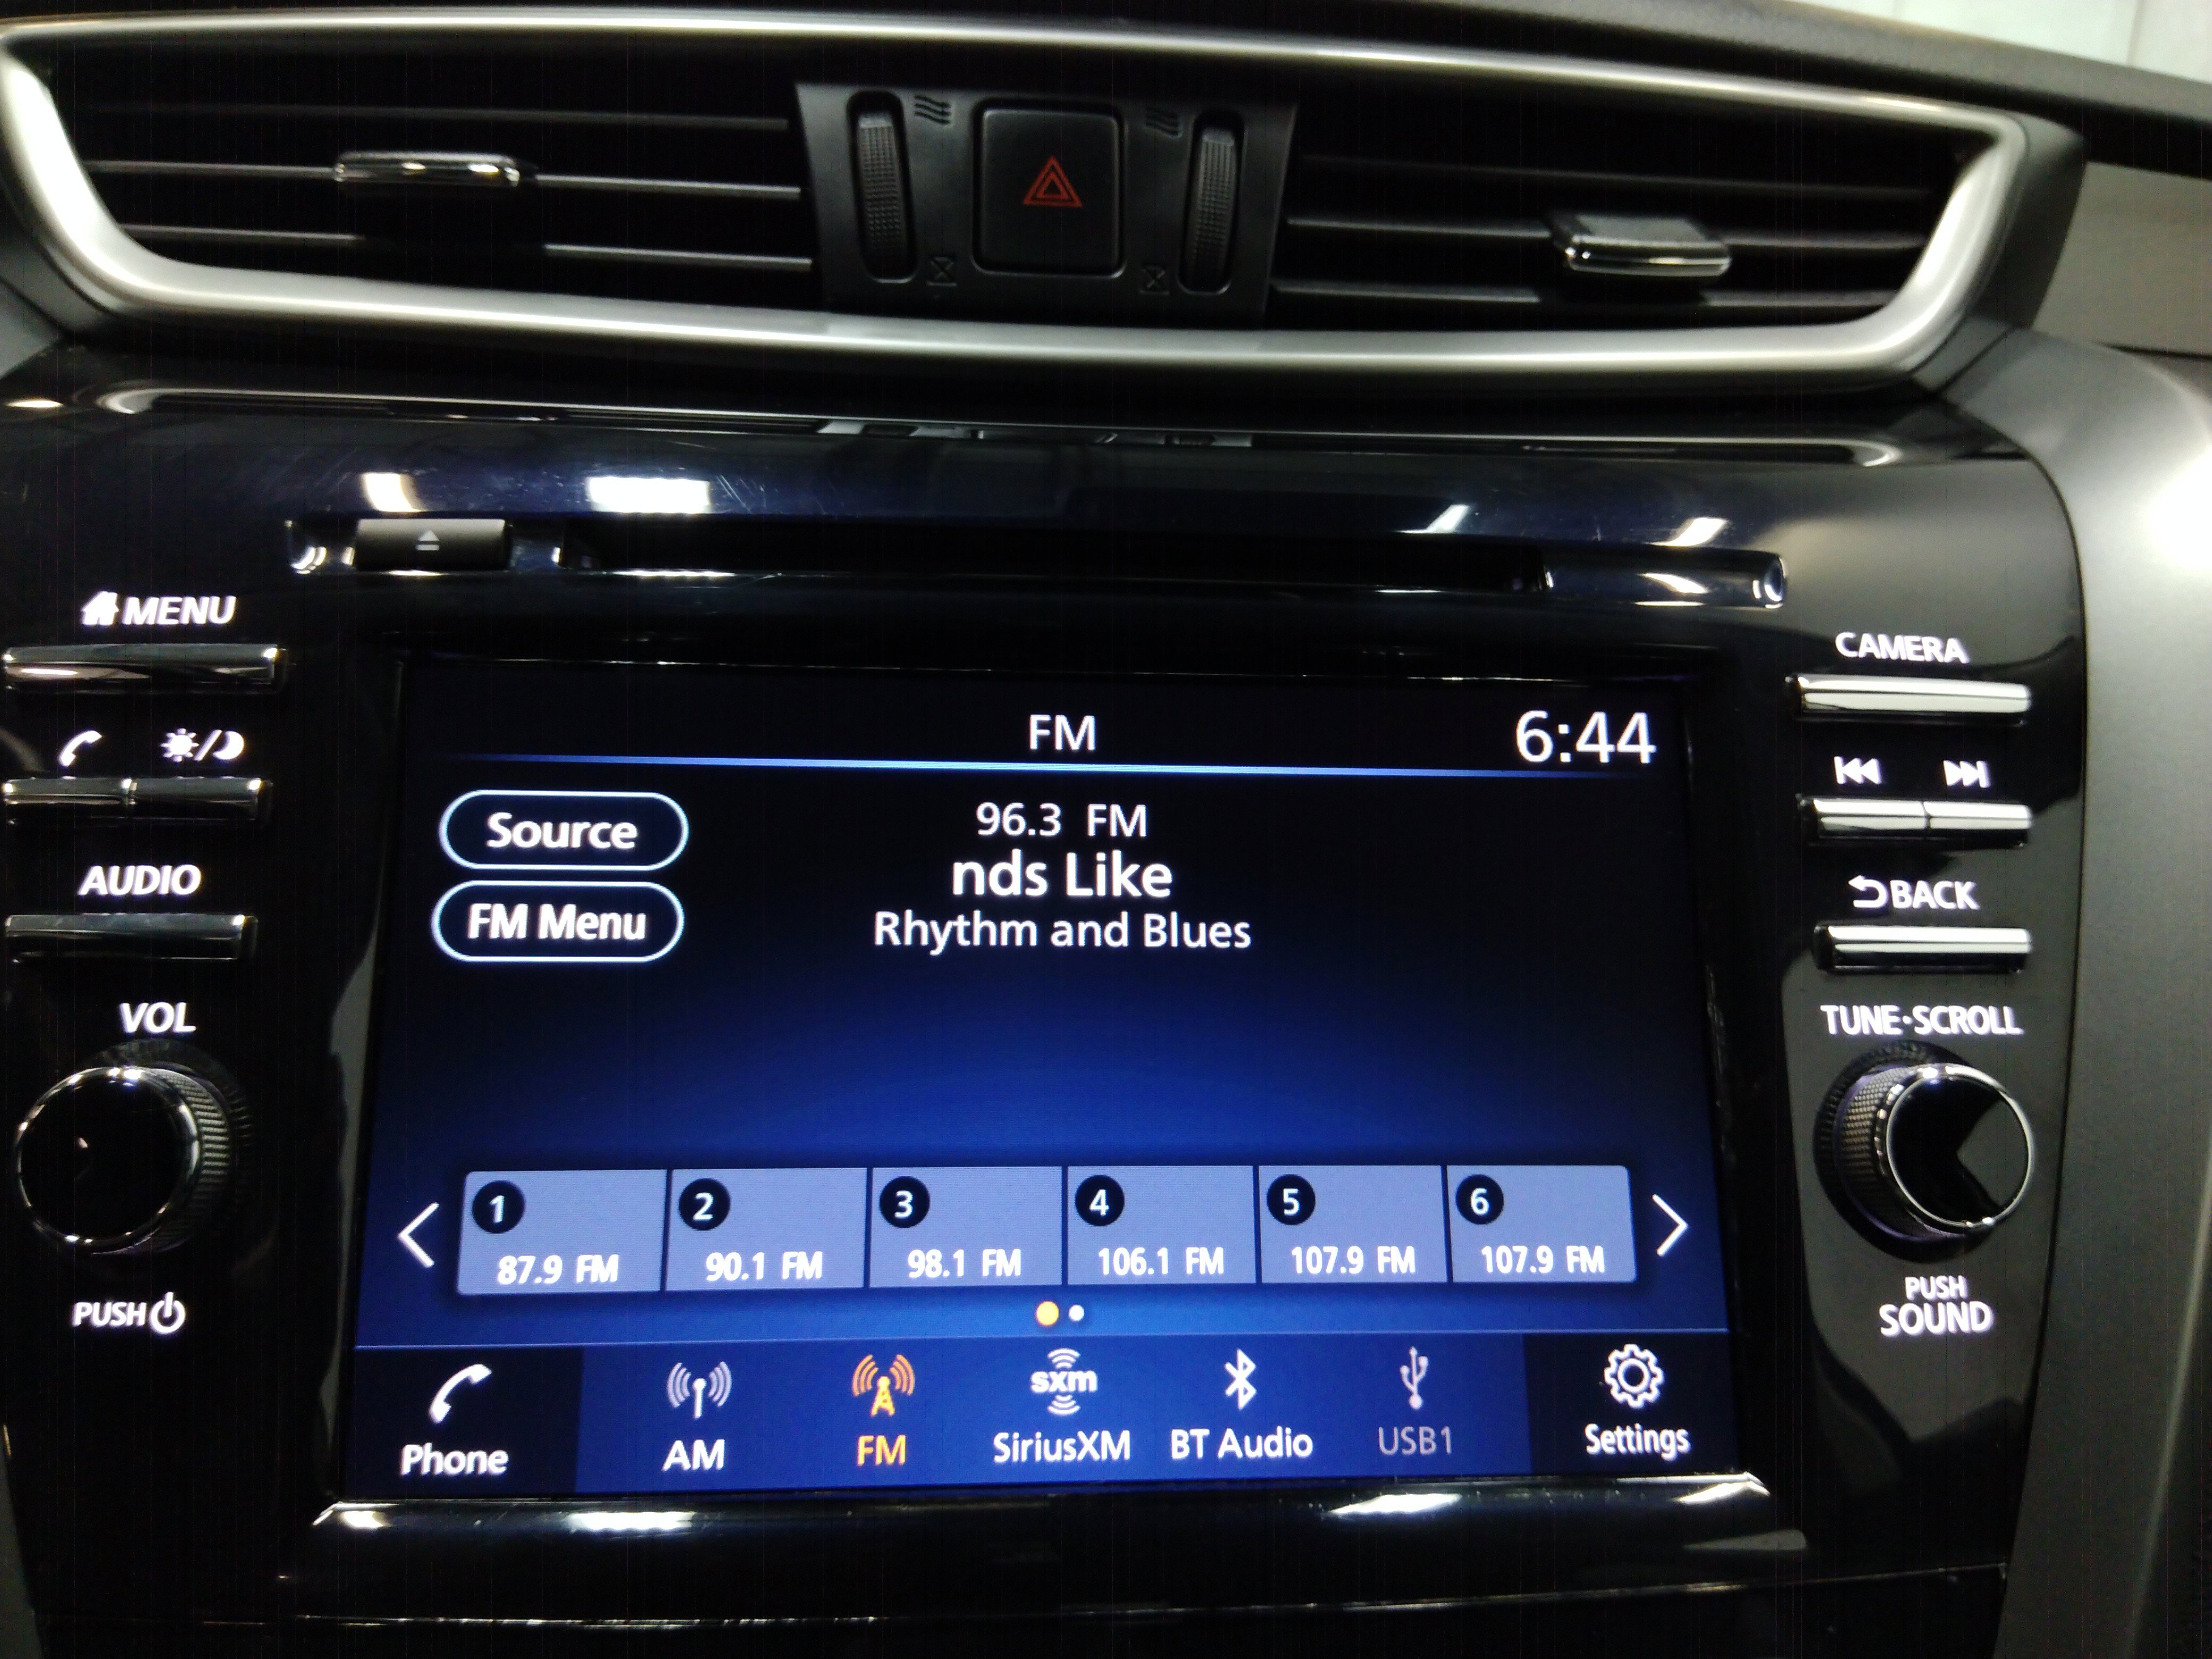 MENU
CAMERA
FM
6:44
Source
96.3 FM
nds Like
AUDIO
BACK
FM Menu
Rhythm and Blues
VOL
TUNE·SCROLL
1
2
3
4
5
6
87.9 FM
90.1 FM
98.1 FM
106.1 FM
107.9 FM
107.9 FM
PUSH
PUSH
SOUND
sxm
Phone
AM
FM
SiriusXM
BT Audio
USB1
Settings